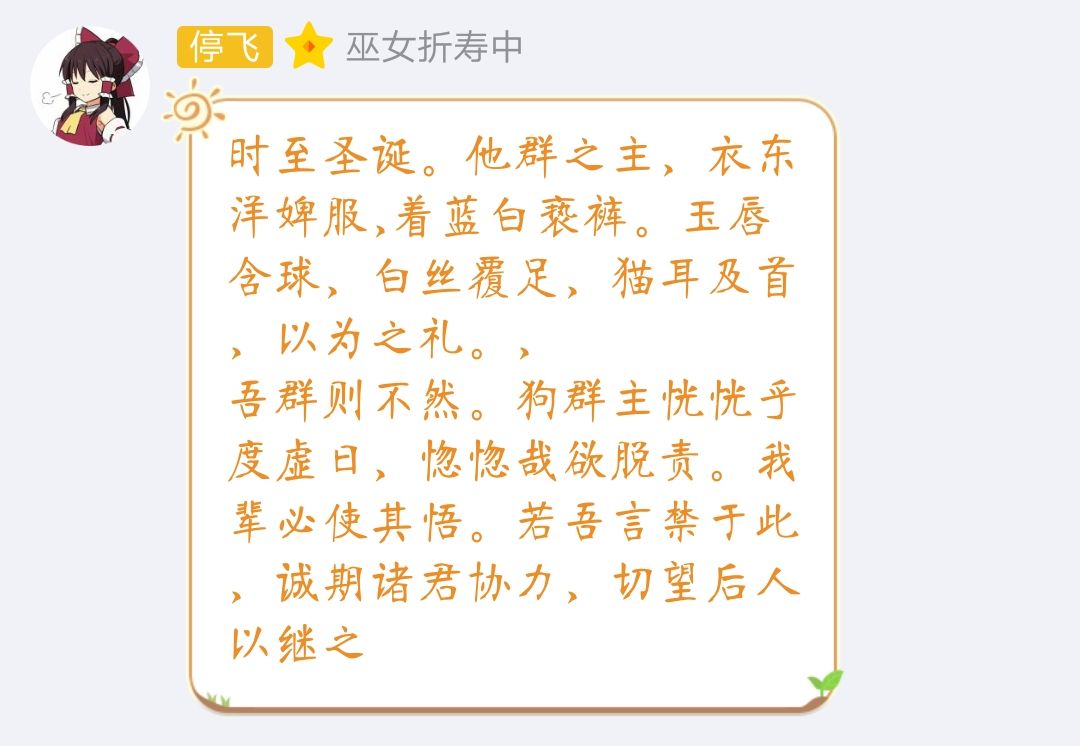 停飞 巫女折寿中
时至圣诞。他群之主、衣东
洋婢服,着蓝白亵裤。玉唇
含球、白丝覆足，猫耳及首
、以为之礼。、
吾群则不然。狗群主恍恍乎
度虚日，惚惚哉欲脱责。我
辈必使其悟。若吾言禁于此
、诚期诸君协力，切望后人
以继之